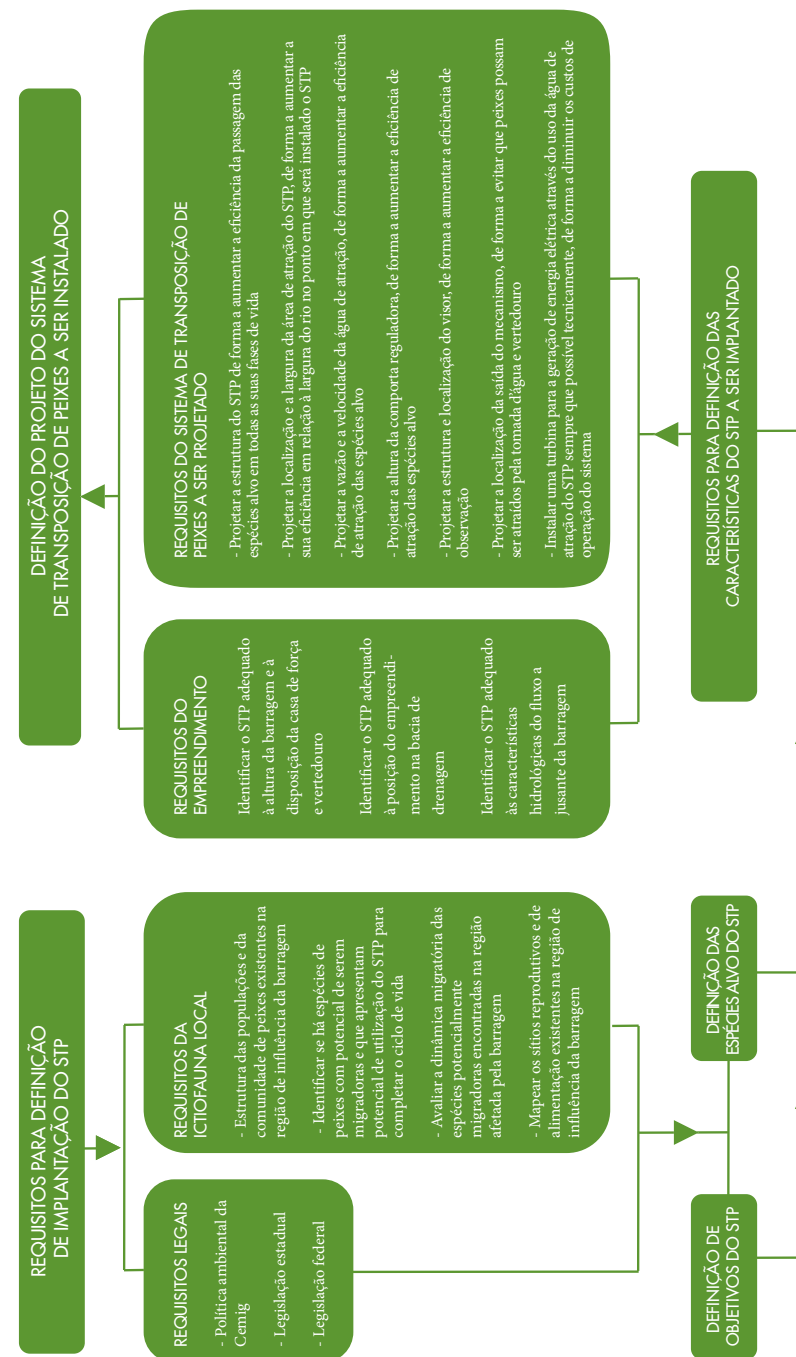 REQUISITOS PARA DEFINIÇÃO
DE IMPLANTAÇÃO DO STP
REQUISITOS LEGAIS
- Política ambiental da
Cemig
- Legislação estadual
- Legislação federal
REQUISITOS DA
ICTIOFAUNA LOCAL
- Estrutura das populações e da
comunidade de peixes existentes na
região de influência da barragem
- Identificar se há espécies de
peixes com potencial de serem
migradoras e que apresentam
potencial de utilização do STP para
completar o ciclo de vida
- Avaliar a dinâmica migratória das
espécies potencialmente
migradoras encontradas na região
afetada pela barragem
- Mapear os sítios reprodutivos e de
alimentação existentes na região de
influência da barragem
DEFINIÇÃO DE
OBJETIVOS DO STP
DEFINIÇÃO DAS
ESPÉCIES ALVO DO STP
DEFINIÇÃO DO PROJETO DO SISTEMA
DE TRANSPOSIÇÃO DE PEIXES A SER INSTALADO
REQUISITOS DO
EMPREENDIMENTO
Identificar o STP adequado
à altura da barragem e à
disposição da casa de força
e vertedouro
Identificar o STP adequado
à posição do empreendi-
mento na bacia de
drenagem
Identificar o STP adequado
às características
hidrológicas do fluxo a
jusante da barragem
REQUISITOS DO SISTEMA DE TRANSPOSIÇÃO DE
PEIXES A SER PROJETADO
- Projetar a estrutura do STP de forma a aumentar a eficiência da passagem das
espécies alvo em todas as suas fases de vida
- Projetar a localização e a largura da área de atração do STP, de forma a aumentar a
sua eficiência em relação à largura do rio no ponto em que será instalado o STP
- Projetar a vazão e a velocidade da água de atração, de forma a aumentar a eficiência
de atração das espécies alvo
- Projetar a altura da comporta reguladora, de forma a aumentar a eficiência de
atração das espécies alvo
- Projetar a estrutura e localização do visor, de forma a aumentar a eficiência de
observação
- Projetar a localização da saída do mecanismo, de forma a evitar que peixes possam
ser atraídos pela tomada d'água e vertedouro
- Instalar uma turbina para a geração de energia elétrica através do uso da água de
atração do STP sempre que possível tecnicamente, de forma a diminuir os custos de
operação do sistema
REQUISITOS PARA DEFINIÇÃO DAS
CARACTERÍSTICAS DO STP A SER IMPLANTADO